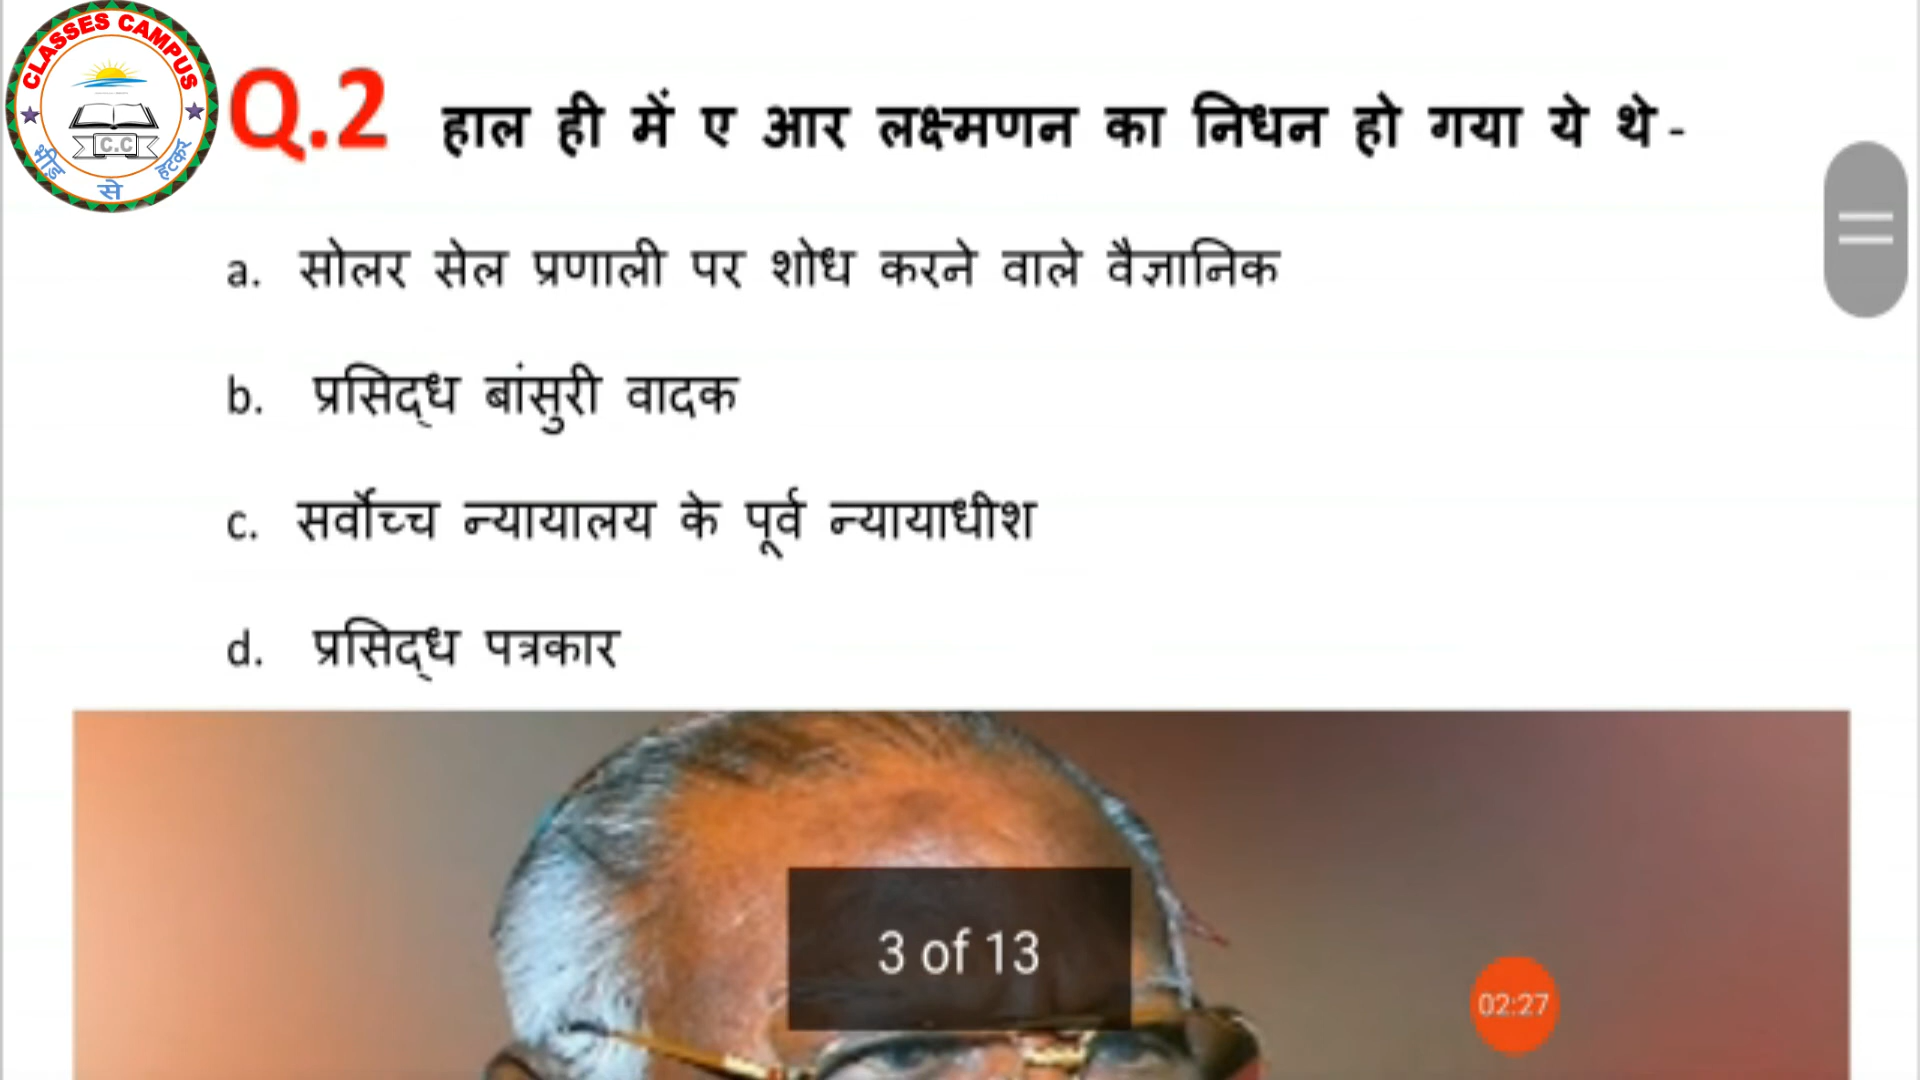 CLASSES CAMPUS
C.C
भीड़ से हटकर
Q.2 हाल ही में ए आर लक्ष्मणन का निधन हो गया ये थे -
a. सोलर सेल प्रणाली पर शोध करने वाले वैज्ञानिक
b. प्रसिद्ध बांसुरी वादक
c. सर्वोच्च न्यायालय के पूर्व न्यायाधीश
d. प्रसिद्ध पत्रकार
3 of 13
02:27